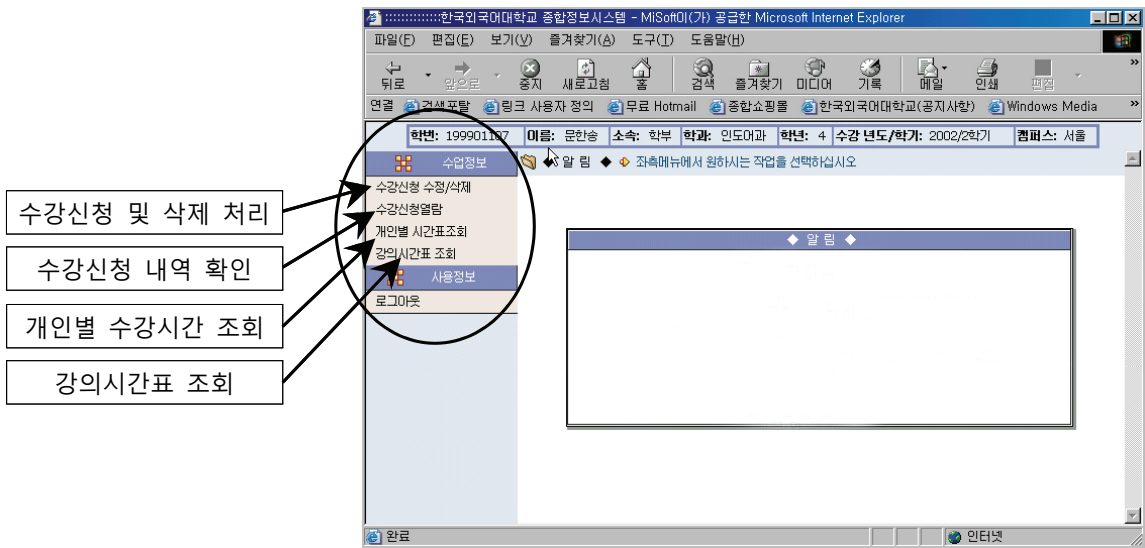 :::::::::::::한국외국어대학교 종합정보시스템 - MiSoft이(가) 공급한 Microsoft Internet Explorer
파일(F) 편집(E) 보기(V) 즐겨찾기(A) 도구(T) 도움말(H)
뒤로 앞으로 중지 새로고침 홈 검색 즐겨찾기 미디어 기록 메일 인쇄 편집 »
연결 검색포탈 링크 사용자 정의 무료 Hotmail 종합쇼핑몰 한국외국어대학교(공지사항) Windows Media »
학번: 199901107 이름: 문한송 소속: 학부 학과: 인도어과 학년: 4 수강 년도/학기: 2002/2학기 캠퍼스: 서울
수업정보 ◆ 알 림 ◆ 좌측메뉴에서 원하시는 작업을 선택하십시오
수강신청 수정/삭제
수강신청열람
개인별 시간표조회
강의시간표 조회
사용정보
로그아웃
◆ 알 림 ◆
수강신청 및 삭제 처리
수강신청 내역 확인
개인별 수강시간 조회
강의시간표 조회
완료 인터넷